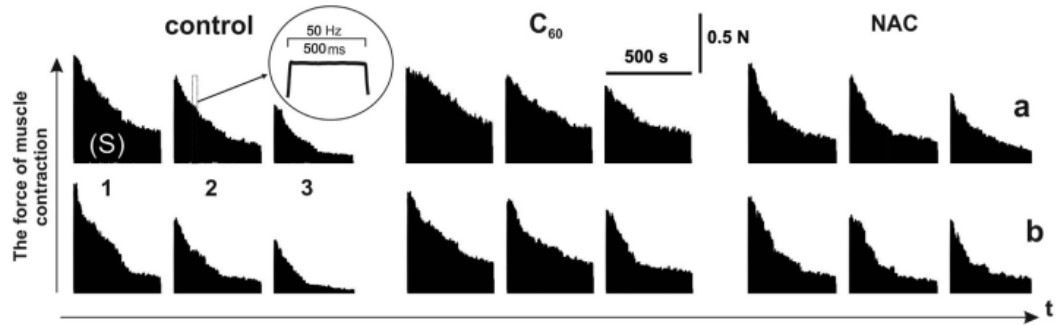 control
50 Hz
500 ms
C₆₀
500 s
0.5 N
NAC
a
The force of muscle
contraction
(S)
1
2
3
b
t